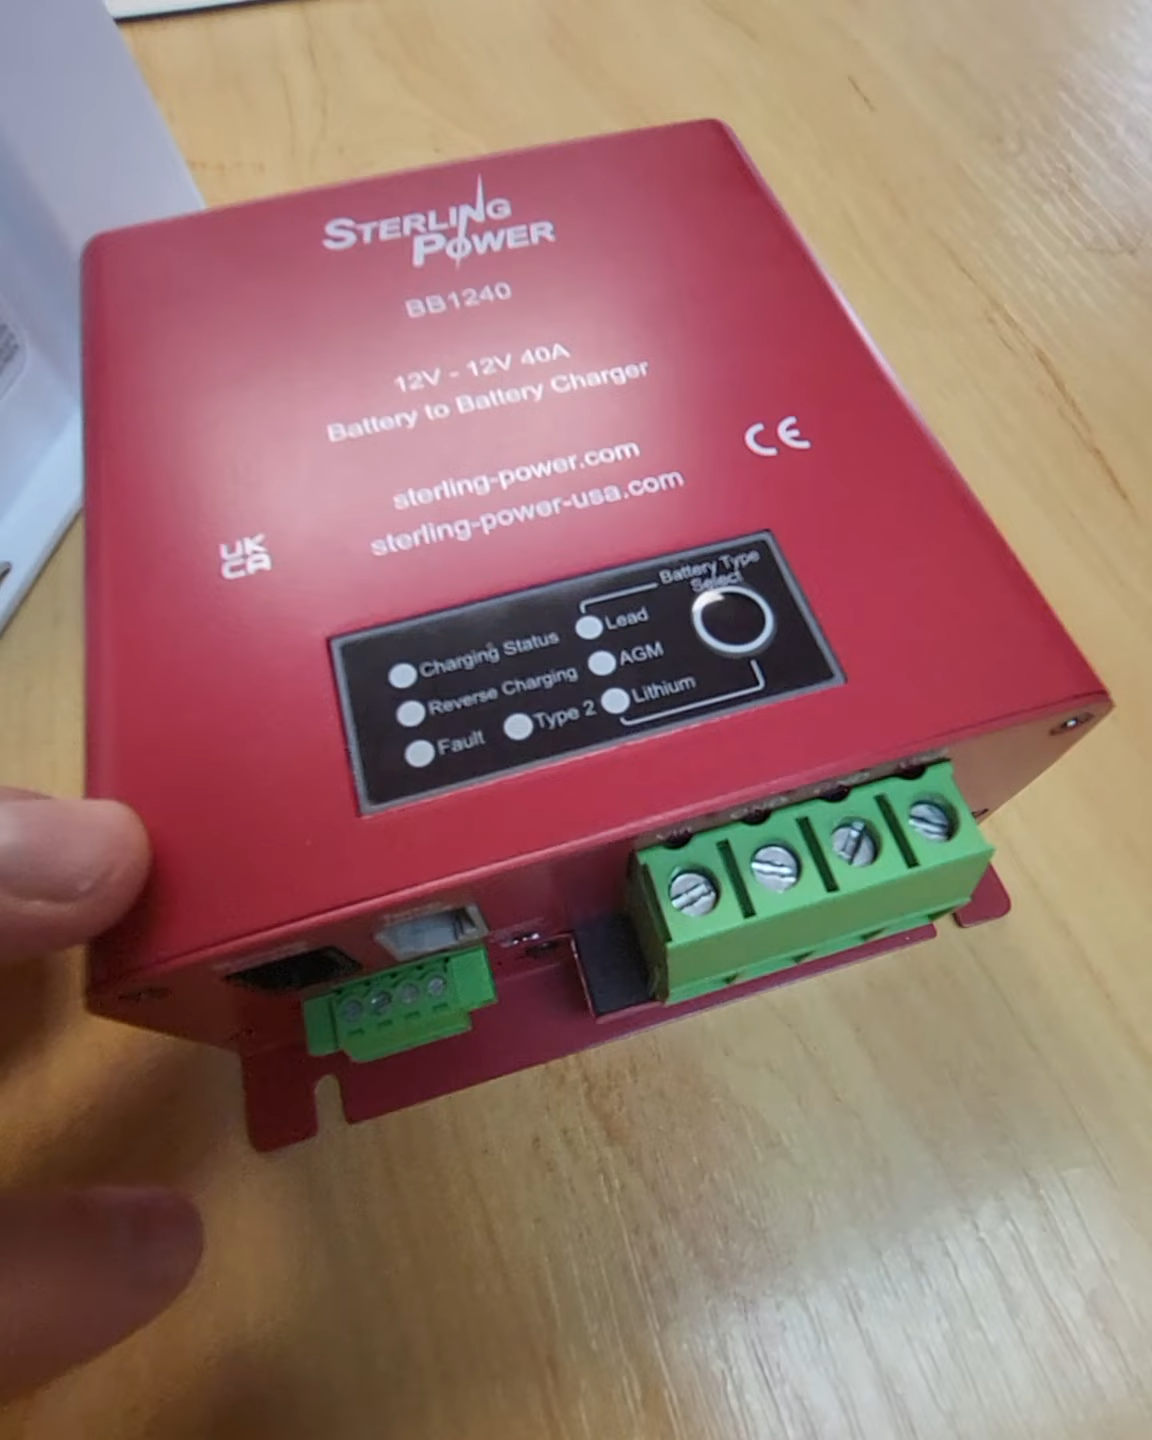 STERLING
POWER
BB1240
12V - 12V 40A
Battery to Battery Charger
sterling-power.com
sterling-power-usa.com
CE
UK
CA
Battery Type
Select
Charging Status
Lead
Reverse Charging
AGM
Fault
Type 2
Lithium